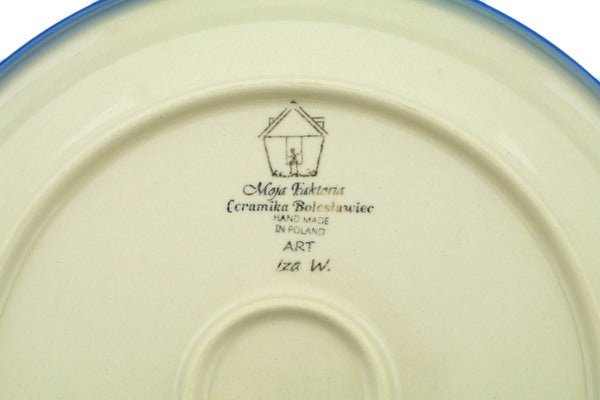 Moja Faktoria
Ceramika Bolesławiec
HAND MADE
IN POLAND
ART
iza W.